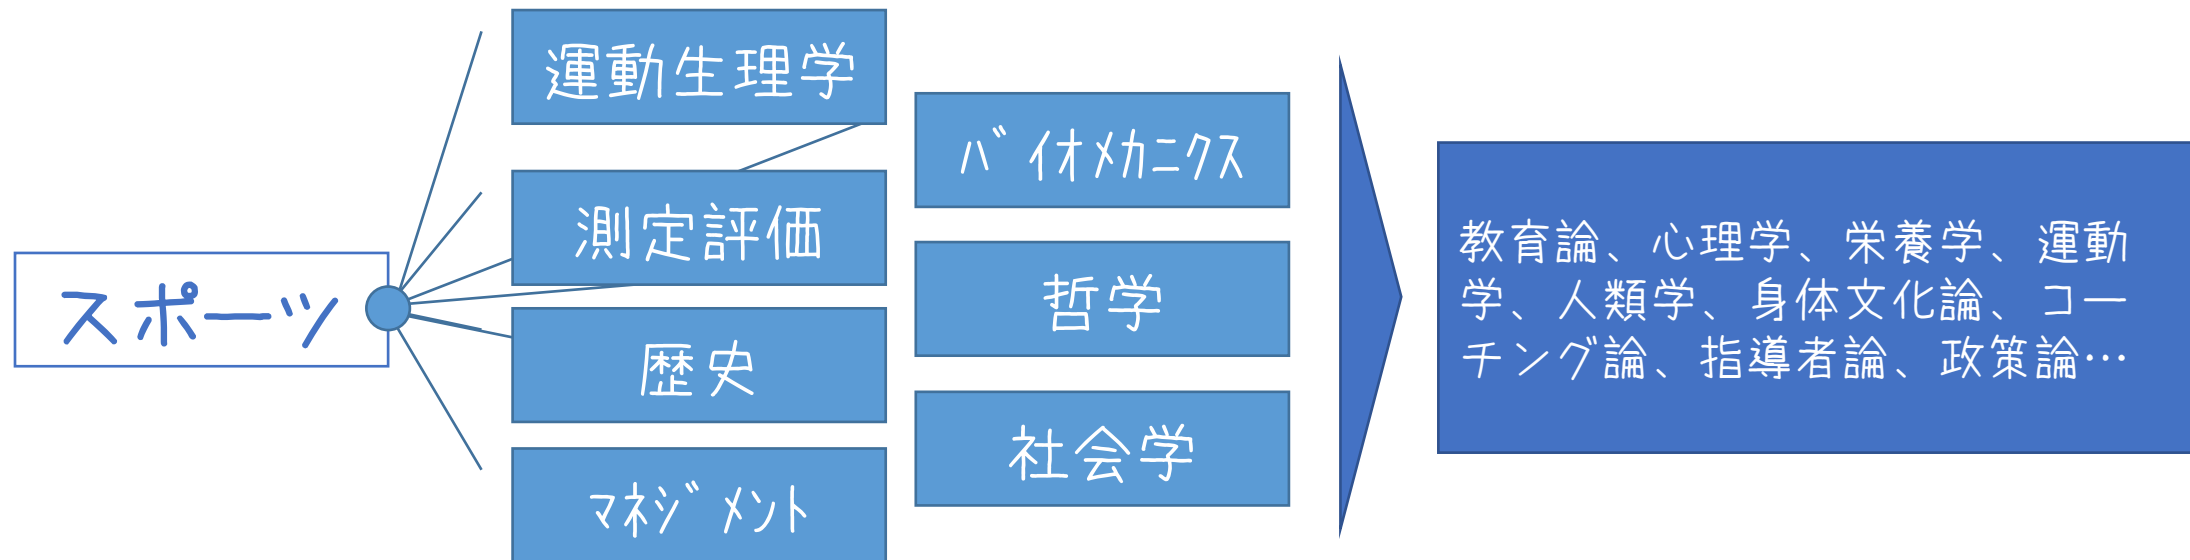 スポーツ
運動生理学
測定評価
歴史
マネジメント
バイオメカニクス
哲学
社会学
教育論、心理学、栄養学、運動
学、人類学、身体文化論、コー
チング論、指導者論、政策論…